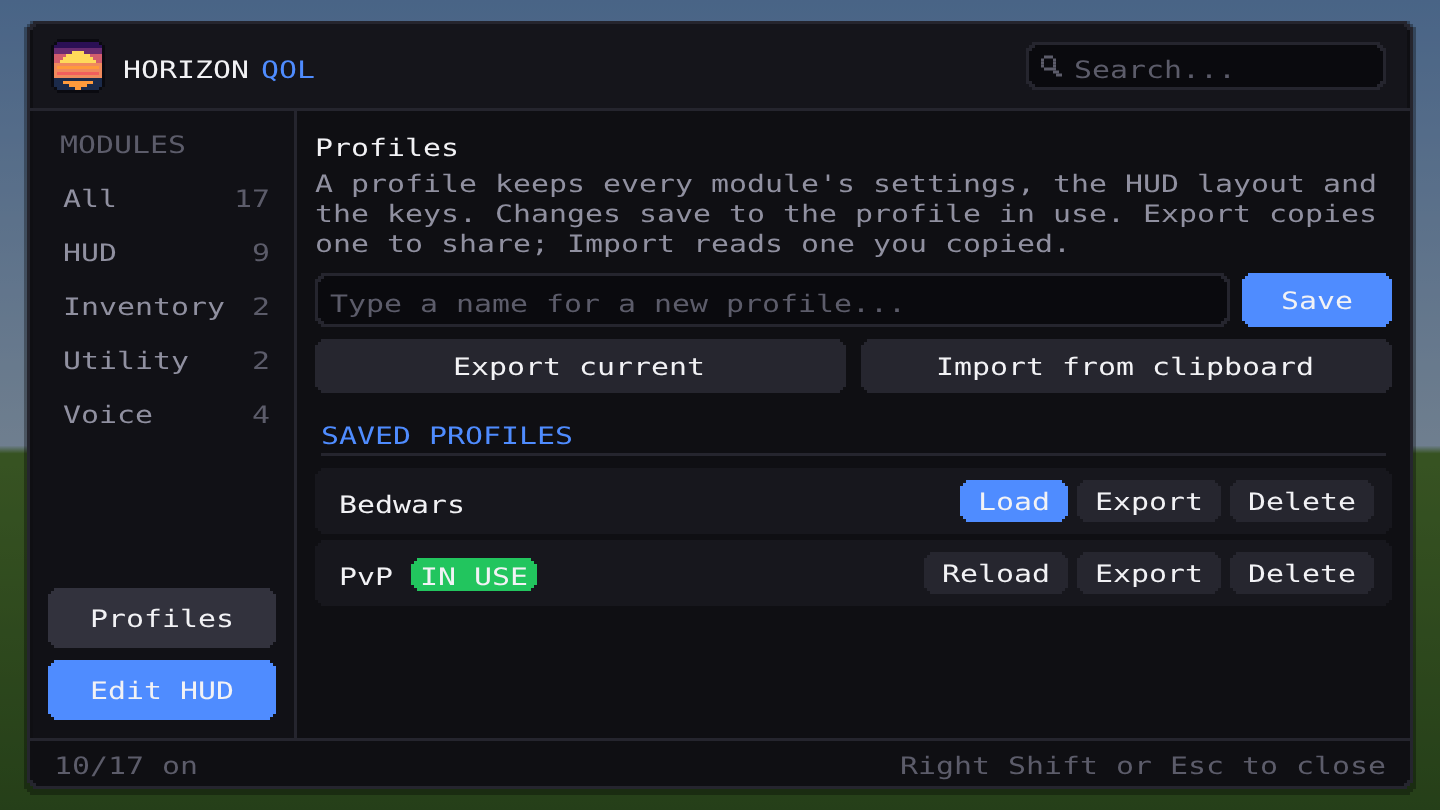 HORIZON QOL
Search...
MODULES
All 17
HUD 9
Inventory 2
Utility 2
Voice 4
Profiles
Edit HUD
Profiles
A profile keeps every module's settings, the HUD layout and
the keys. Changes save to the profile in use. Export copies
one to share; Import reads one you copied.
Type a name for a new profile...
Save
Export current
Import from clipboard
SAVED PROFILES
Bedwars Load Export Delete
PvP IN USE Reload Export Delete
10/17 on
Right Shift or Esc to close